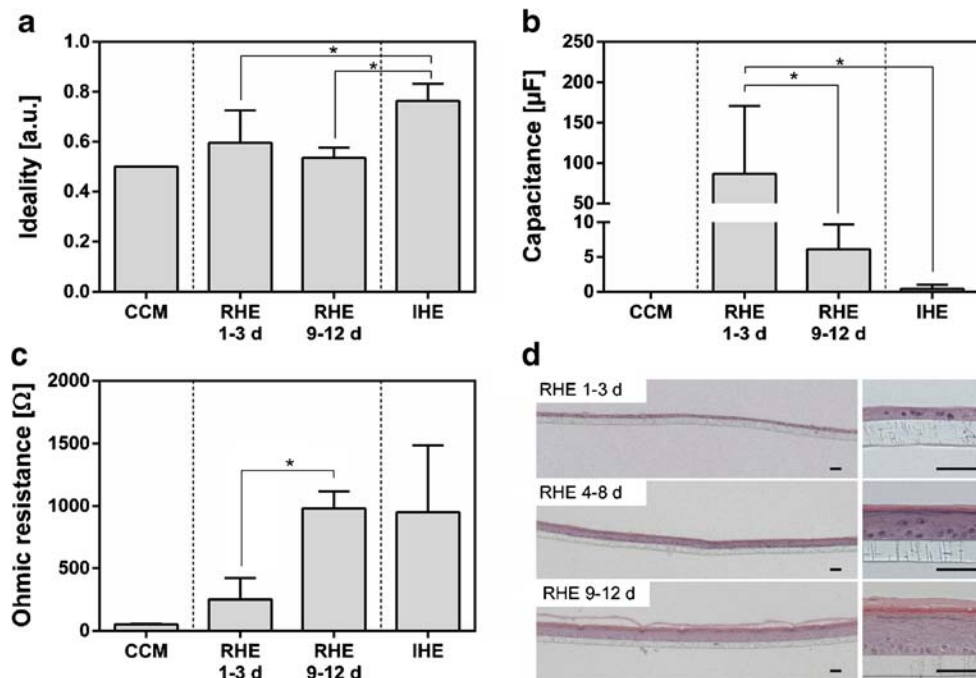 a
Ideality [a.u.]
1.0
0.8
0.6
0.4
0.2
0.0
*
*
CCM
RHE
1-3 d
RHE
9-12 d
IHE
b
Capacitance [µF]
250
200
150
100
50
10
5
0
*
*
CCM
RHE
1-3 d
RHE
9-12 d
IHE
c
Ohmic resistance [Ω]
2000
1500
1000
500
0
*
CCM
RHE
1-3 d
RHE
9-12 d
IHE
d
RHE 1-3 d
RHE 4-8 d
RHE 9-12 d